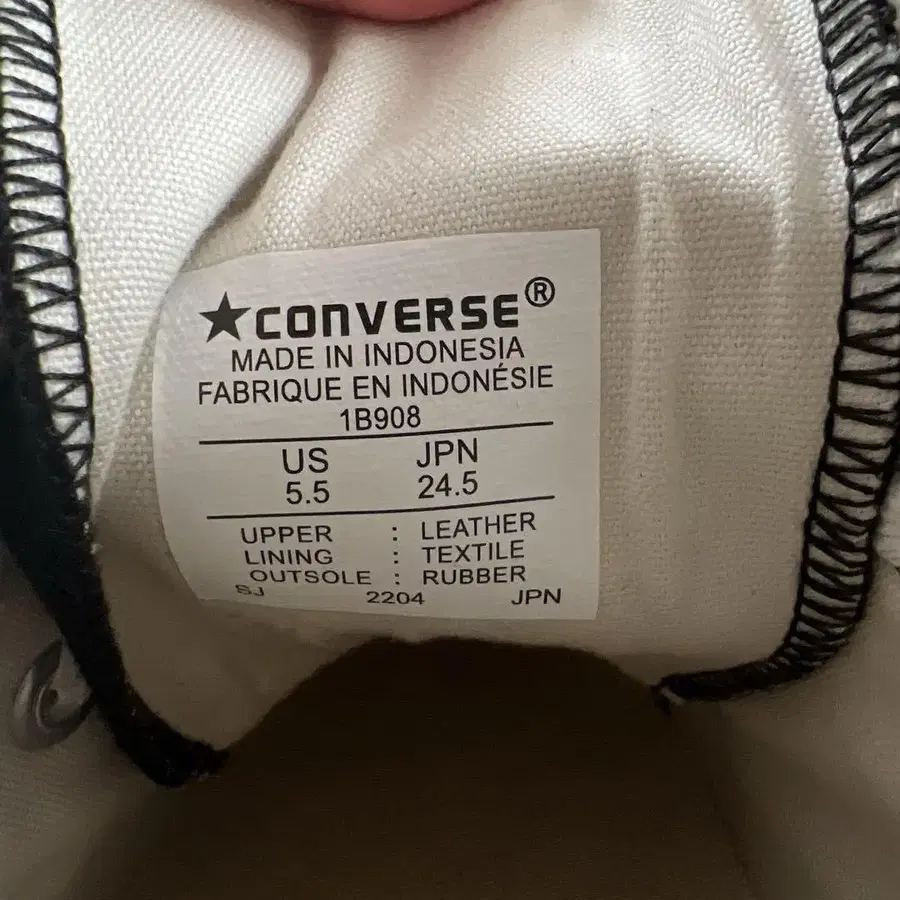 ★CONVERSE®
MADE IN INDONESIA
FABRIQUE EN INDONÉSIE
1B908
US JPN
5.5 24.5
UPPER : LEATHER
LINING : TEXTILE
OUTSOLE : RUBBER
SJ 2204 JPN